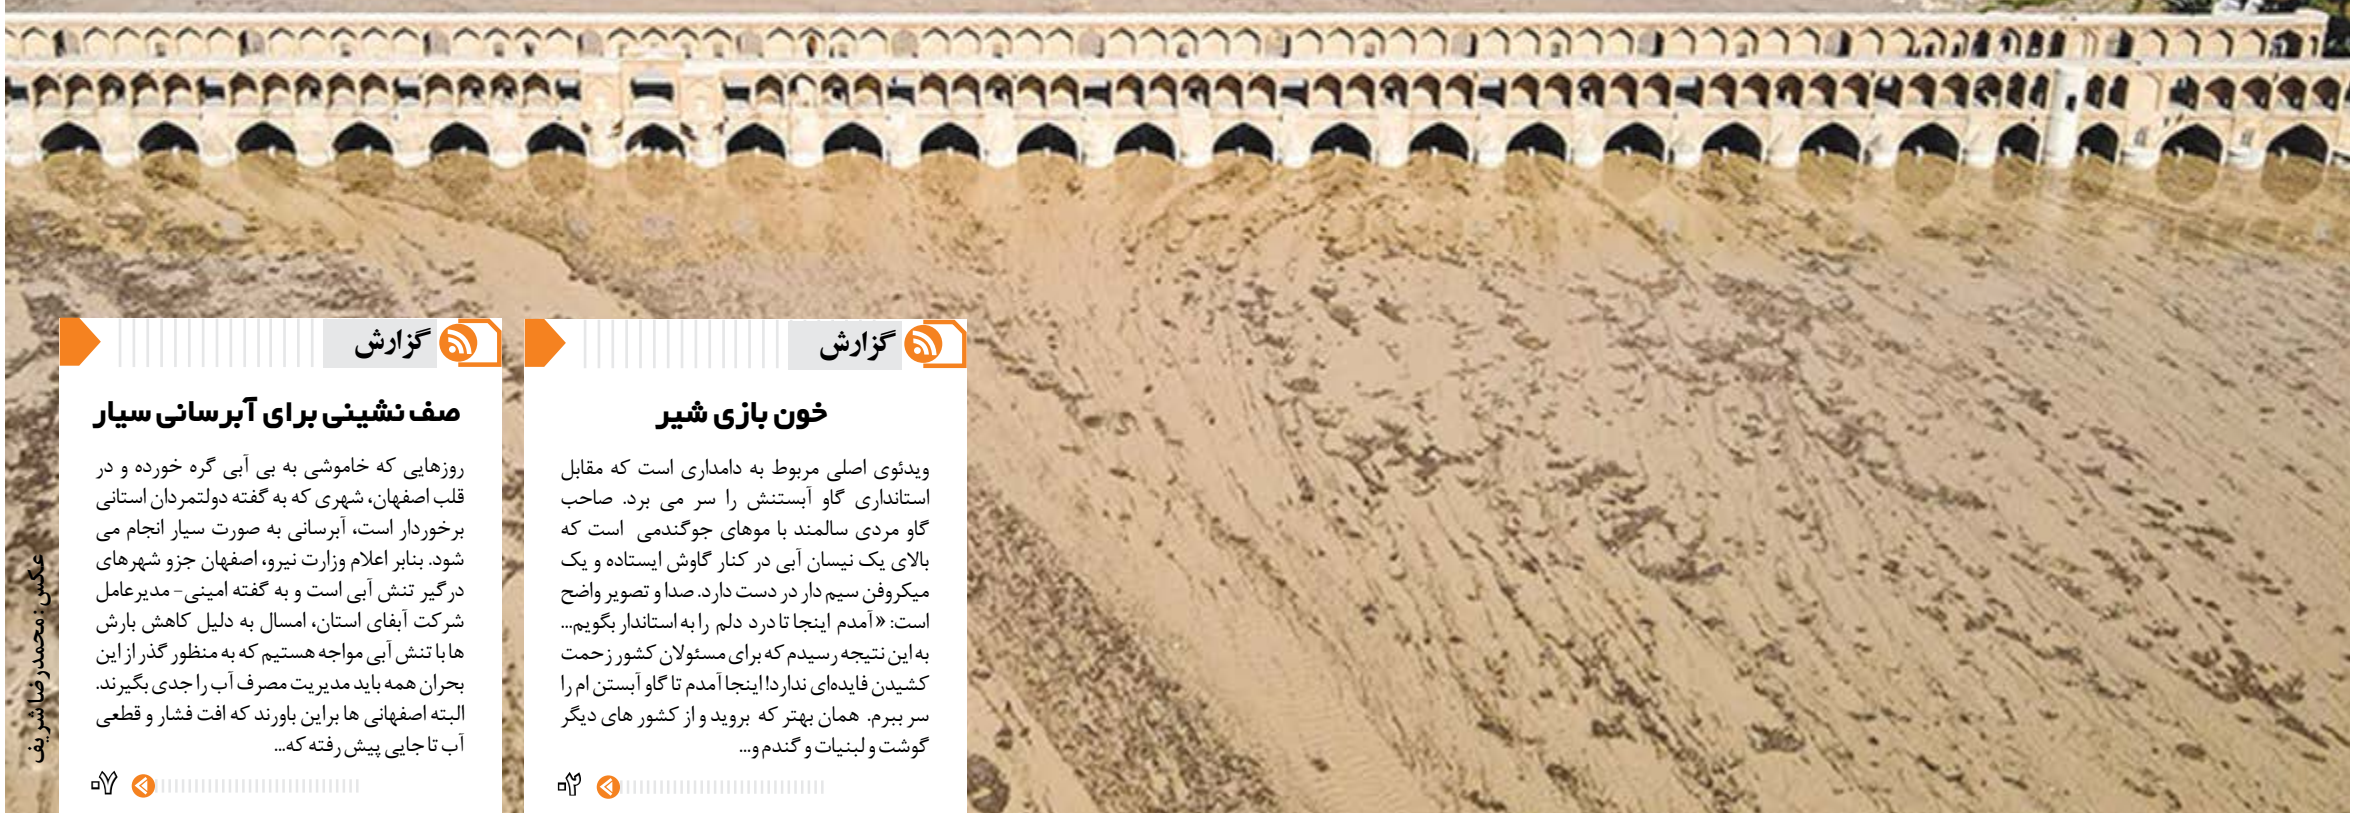 گزارش
خون بازی شیر
ویدئوی اصلی مربوط به دامداری است که مقابل
استانداری گاو آبستنش را سر می برد. صاحب
گاو مردی سالمند با موهای جوگندمی است که
بالای یک نیسان آبی در کنار گاوش ایستاده و یک
میکروفن سیم دار در دست دارد. صدا و تصویر واضح
است: «آمدم اینجا تا درد دلم را به استاندار بگویم...
به این نتیجه رسیدم که برای مسئولان کشور زحمت
کشیدن فایده‌ای ندارد! اینجا آمدم تا گاو آبستن ام را
سر ببرم. همان بهتر که بروید و از کشور های دیگر
گوشت و لبنیات و گندم و...
۰۲
گزارش
صف نشینی برای آبرسانی سیار
روزهایی که خاموشی به بی آبی گره خورده و در
قلب اصفهان، شهری که به گفته دولتمردان استانی
برخوردار است، آبرسانی به صورت سیار انجام می
شود. بنابر اعلام وزارت نیرو، اصفهان جزو شهرهای
درگیر تنش آبی است و به گفته امینی- مدیرعامل
شرکت آبفای استان، امسال به دلیل کاهش بارش
ها با تنش آبی مواجه هستیم که به منظور گذر از این
بحران همه باید مدیریت مصرف آب را جدی بگیرند.
البته اصفهانی ها براین باورند که افت فشار و قطعی
آب تا جایی پیش رفته که...
۰۷
عکس: محمدرضا شریف